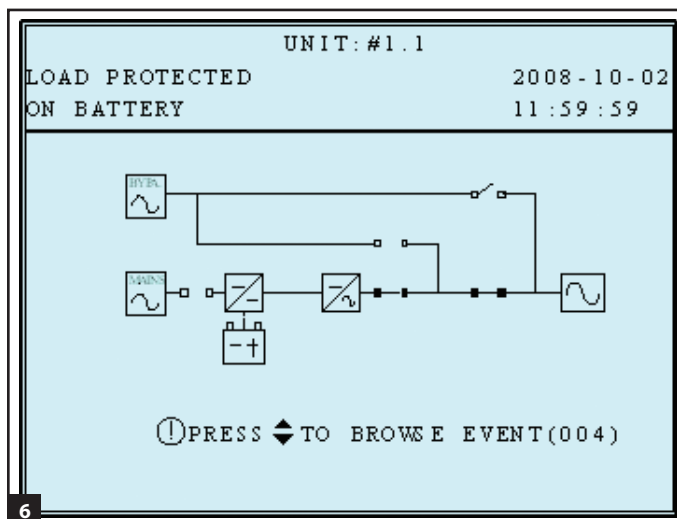 UNIT:#1.1
LOAD PROTECTED
2008-10-02
ON BATTERY
11:59:59
BYPA.
MAINS
PRESS TO BROWSE EVENT(004)
6